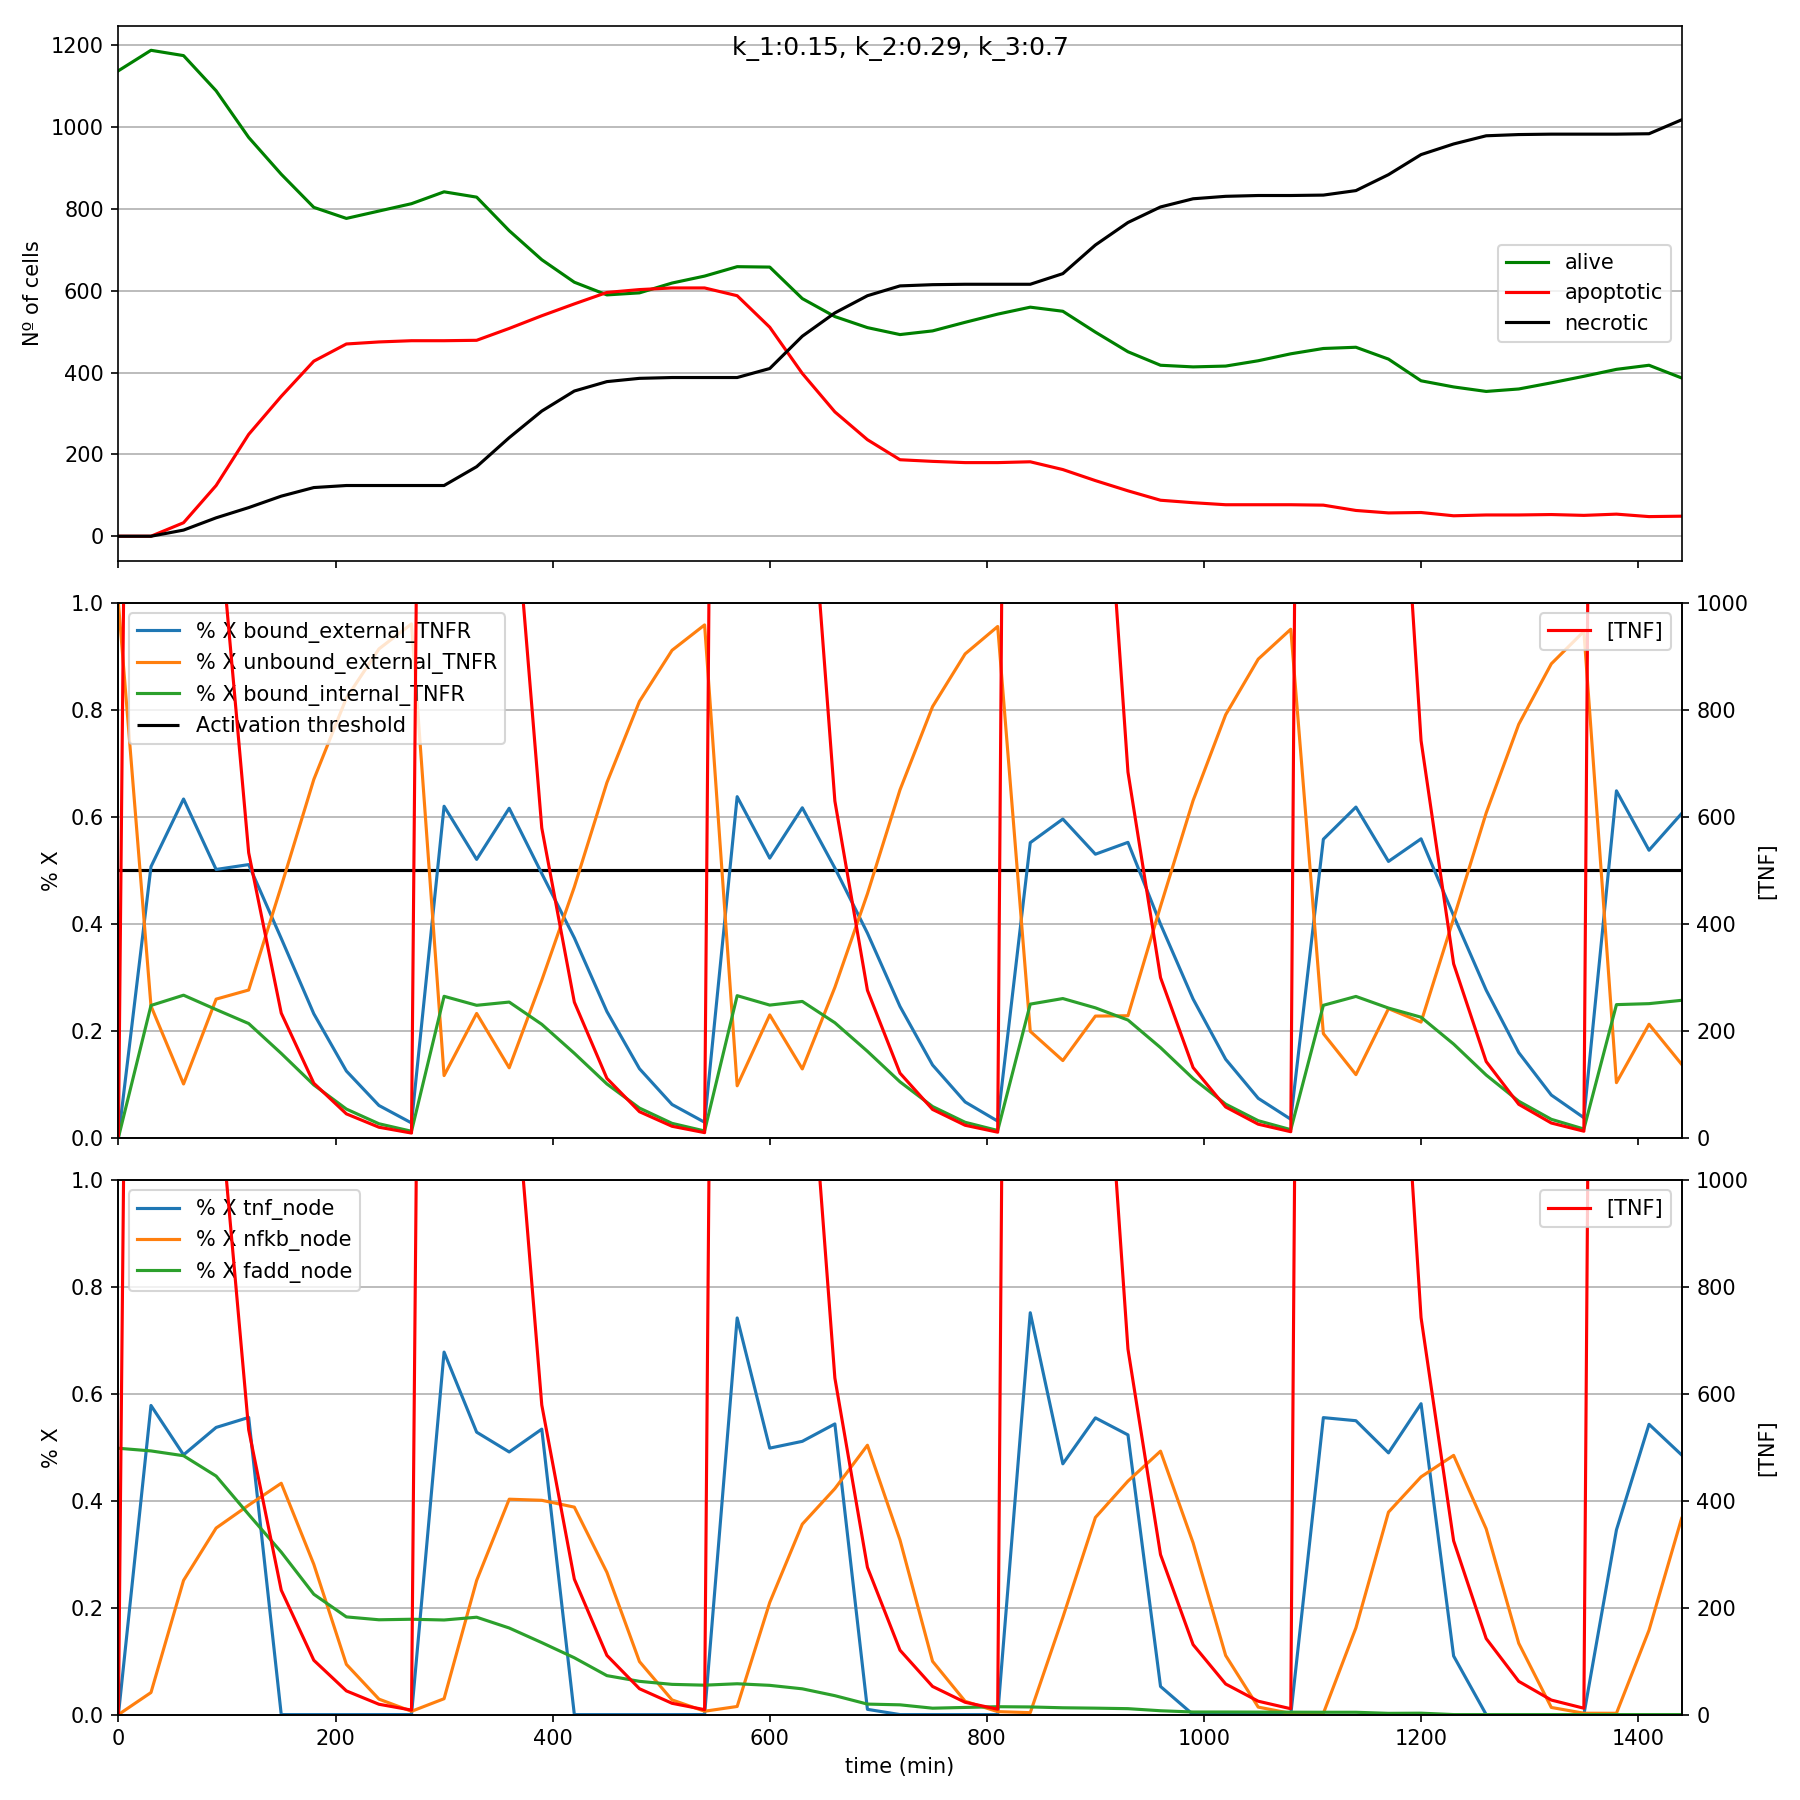 k_1:0.15, k_2:0.29, k_3:0.7
1200
1000
800
600
400
200
0
Nº of cells
alive
apoptotic
necrotic
1.0
0.8
0.6
0.4
0.2
0.0
% X
% X bound_external_TNFR
% X unbound_external_TNFR
% X bound_internal_TNFR
Activation threshold
[TNF]
1000
800
600
400
200
0
[TNF]
1.0
0.8
0.6
0.4
0.2
0.0
% X
% X tnf_node
% X nfkb_node
% X fadd_node
[TNF]
1000
800
600
400
200
0
[TNF]
0 200 400 600 800 1000 1200 1400
time (min)